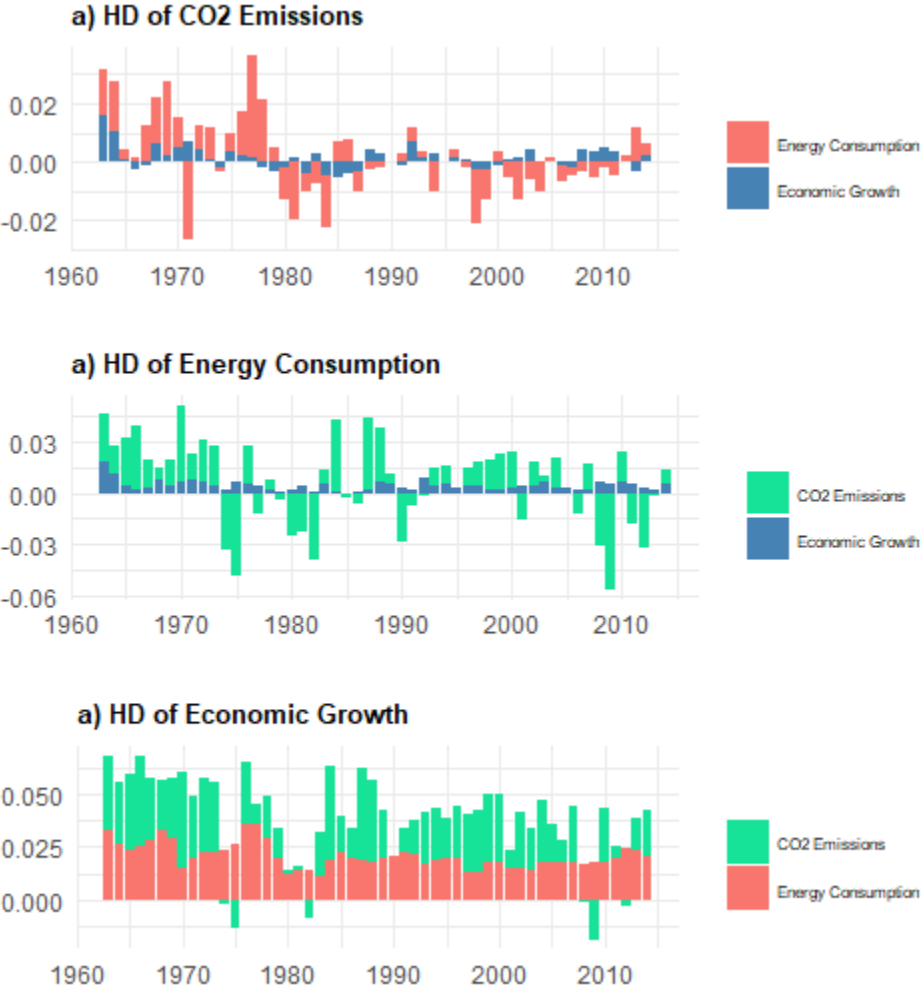 a) HD of CO2 Emissions
0.02
0.00
-0.02
1960 1970 1980 1990 2000 2010
Energy Consumption
Economic Growth
a) HD of Energy Consumption
0.03
0.00
-0.03
-0.06
1960 1970 1980 1990 2000 2010
CO2 Emissions
Economic Growth
a) HD of Economic Growth
0.050
0.025
0.000
1960 1970 1980 1990 2000 2010
CO2 Emissions
Energy Consumption